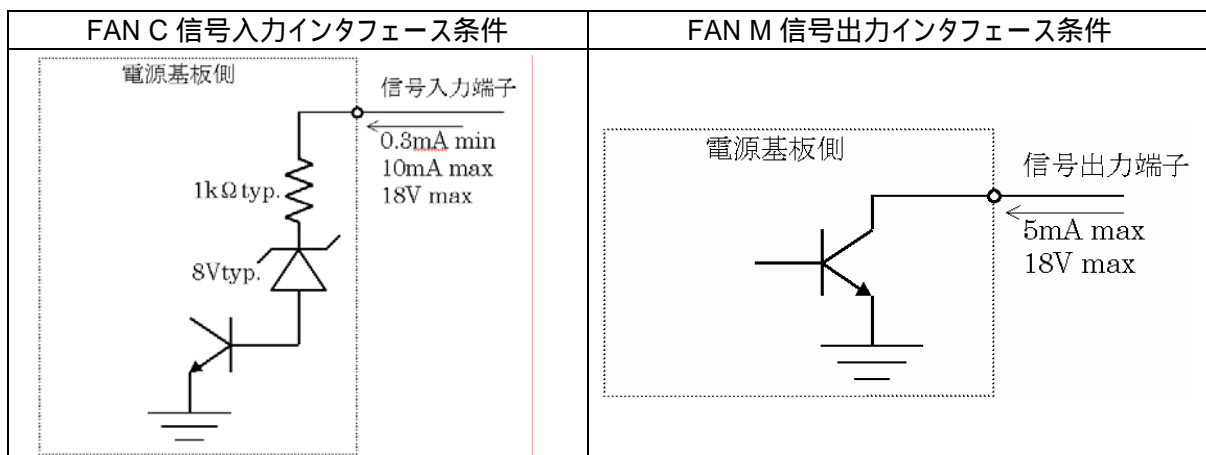 FAN C 信号入力インタフェース条件
電源基板側
信号入力端子
0.3mA min
10mA max
18V max
1kΩtyp.
8Vtyp.
FAN M 信号出力インタフェース条件
電源基板側
信号出力端子
5mA max
18V max